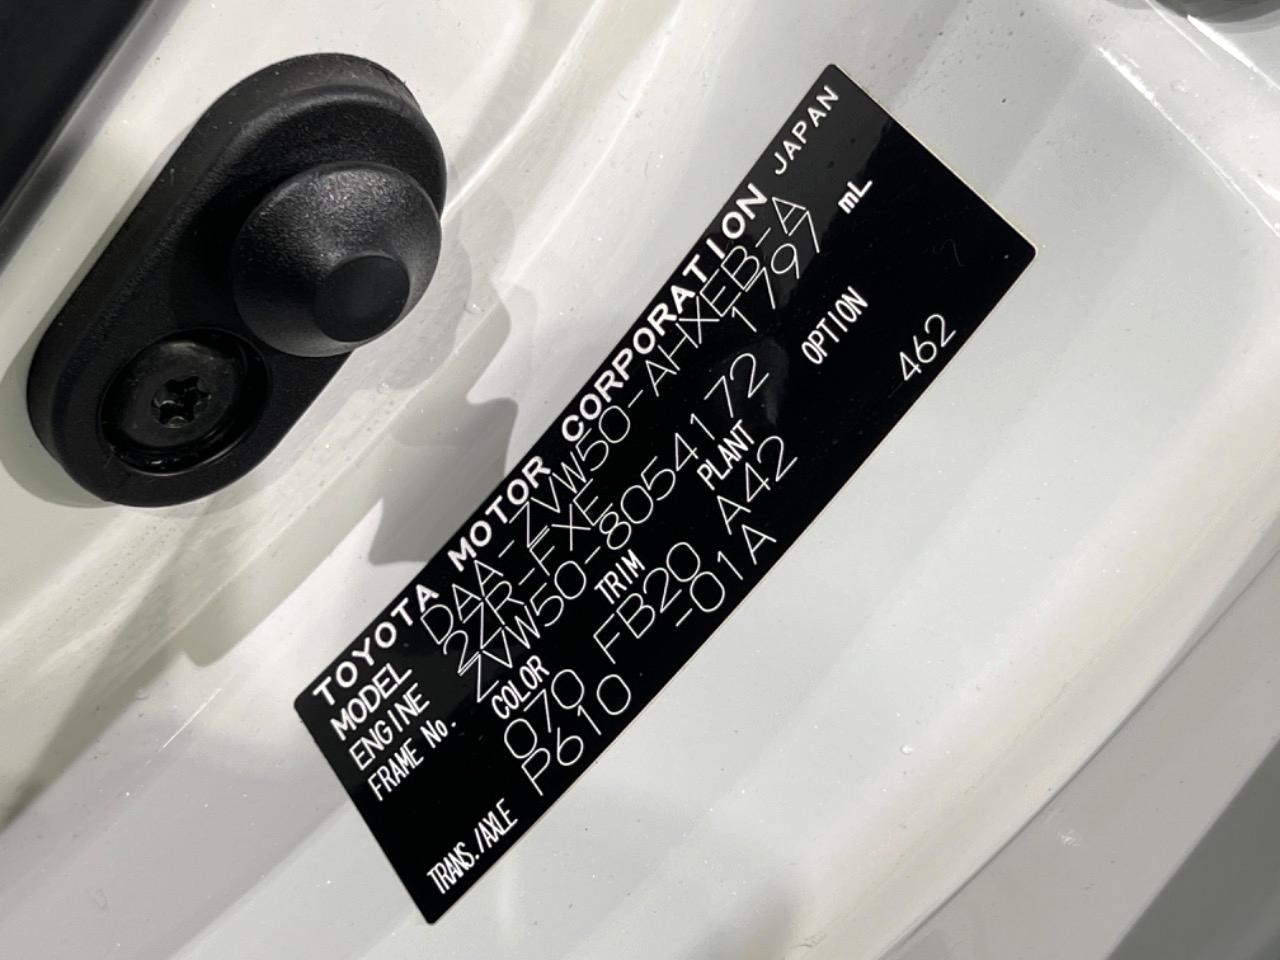 TOYOTA MOTOR CORPORATION JAPAN
MODEL DAA-ZVW50-AHXEB-A
ENGINE 2ZR-FXE 1797 mL
FRAME No. ZVW50-8054172
COLOR TRIM PLANT OPTION
070 FB20 A42 462
TRANS./AXLE P610 -01A